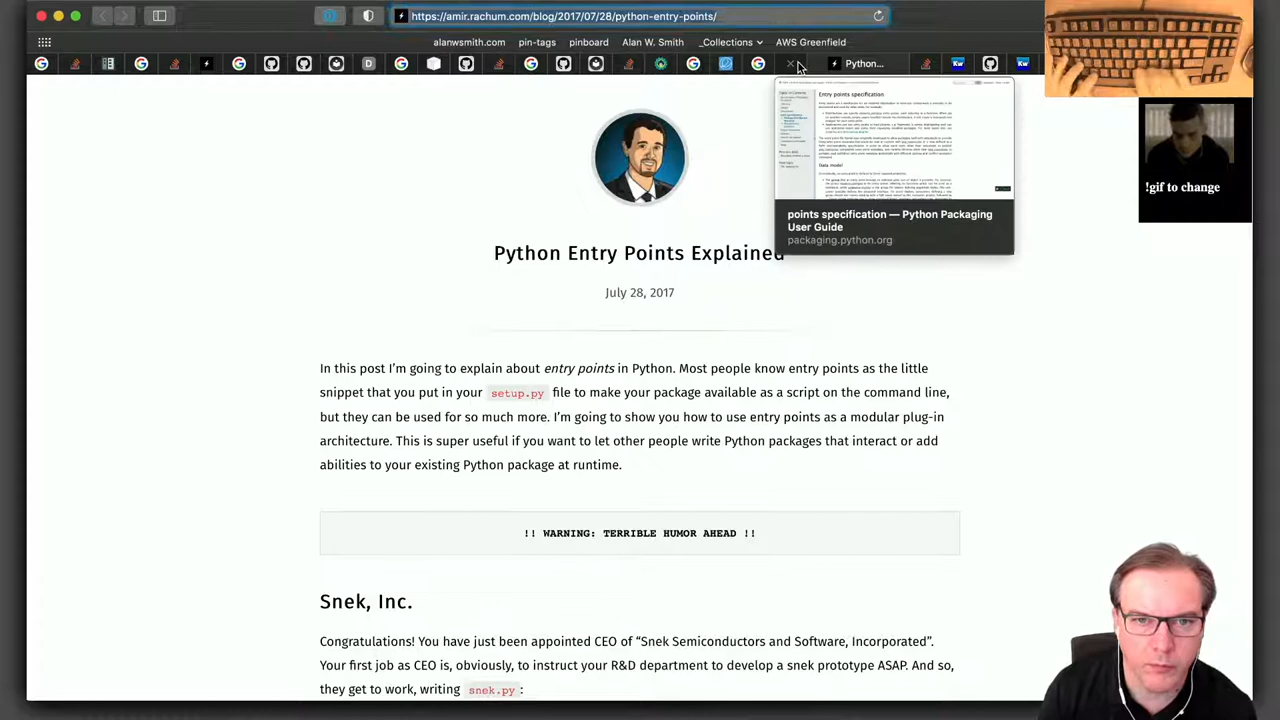 https://amir.rachum.com/blog/2017/07/28/python-entry-points/
alanwsmith.com pin-tags pinboard Alan W. Smith _Collections AWS Greenfield
Python...
Entry points specification
Data model
points specification — Python Packaging
User Guide
packaging.python.org
!gif to change
Python Entry Points Explained
July 28, 2017
In this post I'm going to explain about entry points in Python. Most people know entry points as the little
snippet that you put in your setup.py file to make your package available as a script on the command line,
but they can be used for so much more. I'm going to show you how to use entry points as a modular plug-in
architecture. This is super useful if you want to let other people write Python packages that interact or add
abilities to your existing Python package at runtime.
!! WARNING: TERRIBLE HUMOR AHEAD !!
Snek, Inc.
Congratulations! You have just been appointed CEO of “Snek Semiconductors and Software, Incorporated”.
Your first job as CEO is, obviously, to instruct your R&D department to develop a snek prototype ASAP. And so,
they get to work, writing snek.py :